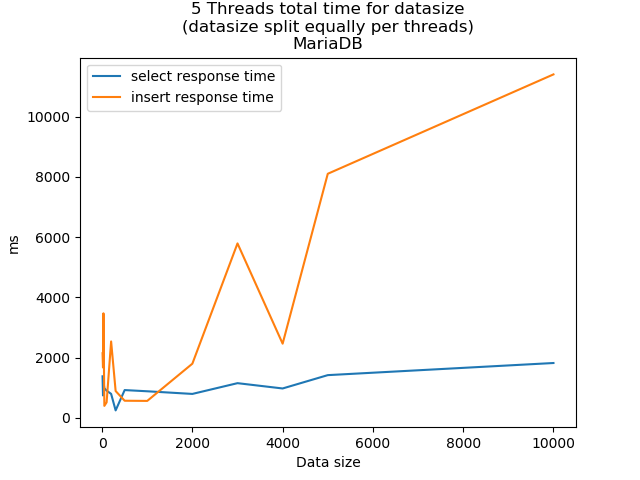 5 Threads total time for datasize
(datasize split equally per threads)
MariaDB
select response time
insert response time
10000
8000
6000
4000
2000
0
ms
0 2000 4000 6000 8000 10000
Data size